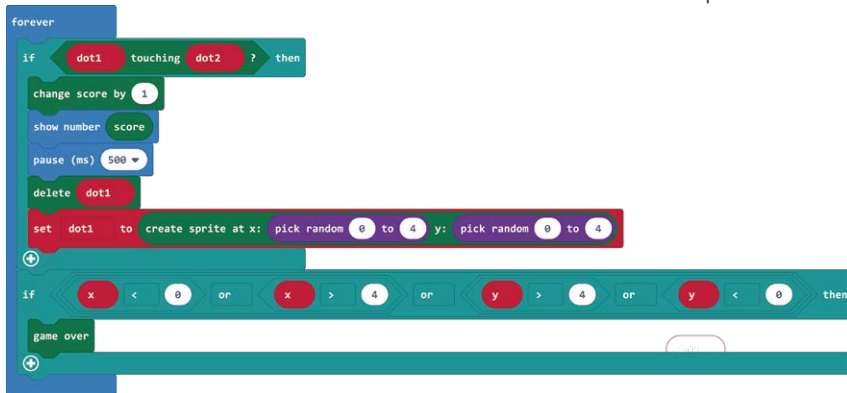 forever
if dot1 touching dot2 ? then
change score by 1
show number score
pause (ms) 500
delete dot1
set dot1 to create sprite at x: pick random 0 to 4 y: pick random 0 to 4
if x < 0 or x > 4 or y > 4 or y < 0 then
game over